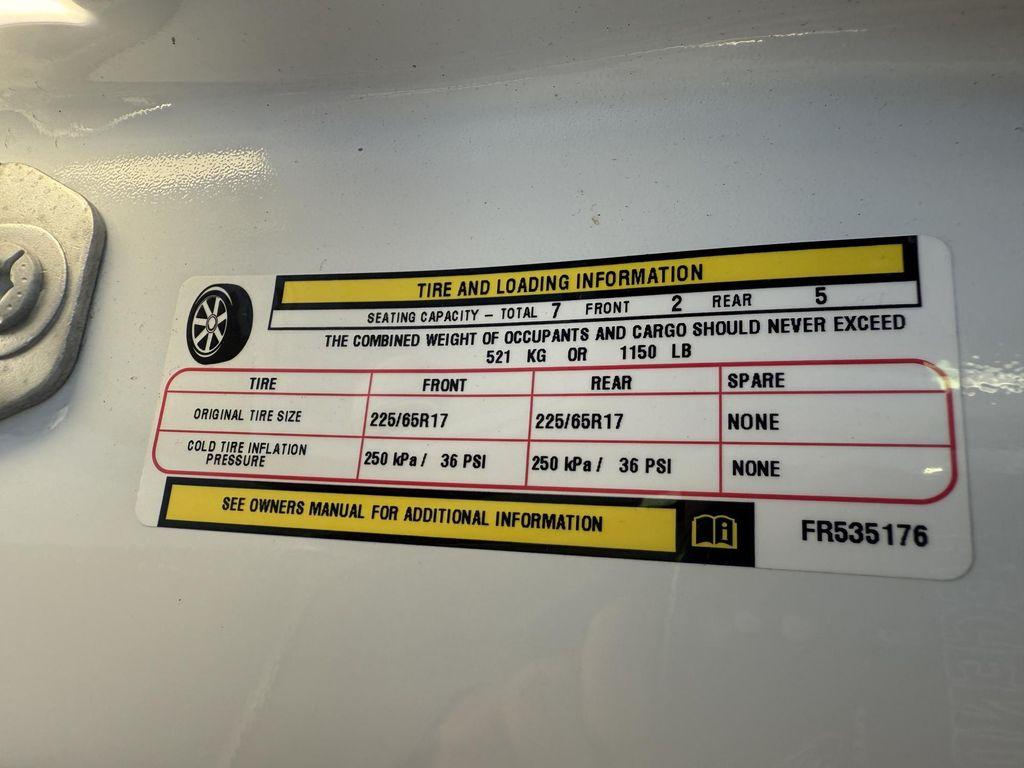 TIRE AND LOADING INFORMATION
SEATING CAPACITY – TOTAL 7 FRONT 2 REAR 5
THE COMBINED WEIGHT OF OCCUPANTS AND CARGO SHOULD NEVER EXCEED
521 KG OR 1150 LB
TIRE FRONT REAR SPARE
ORIGINAL TIRE SIZE 225/65R17 225/65R17 NONE
COLD TIRE INFLATION
PRESSURE 250 kPa / 36 PSI 250 kPa / 36 PSI NONE
SEE OWNERS MANUAL FOR ADDITIONAL INFORMATION
FR535176